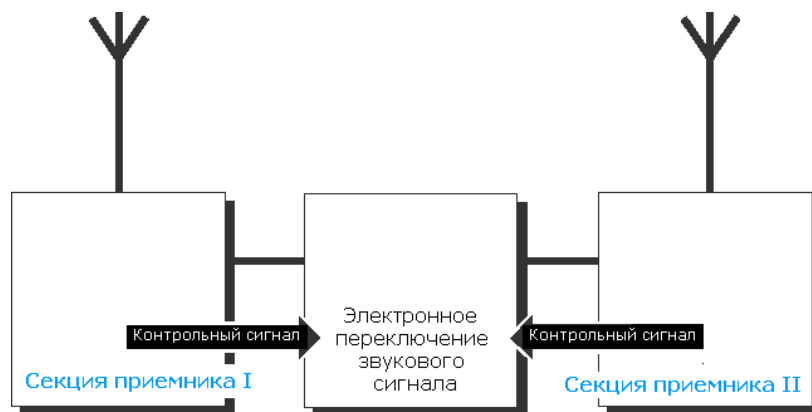 Электронное
переключение
звукового
сигнала
Контрольный сигнал
Контрольный сигнал
Секция приемника I
Секция приемника II